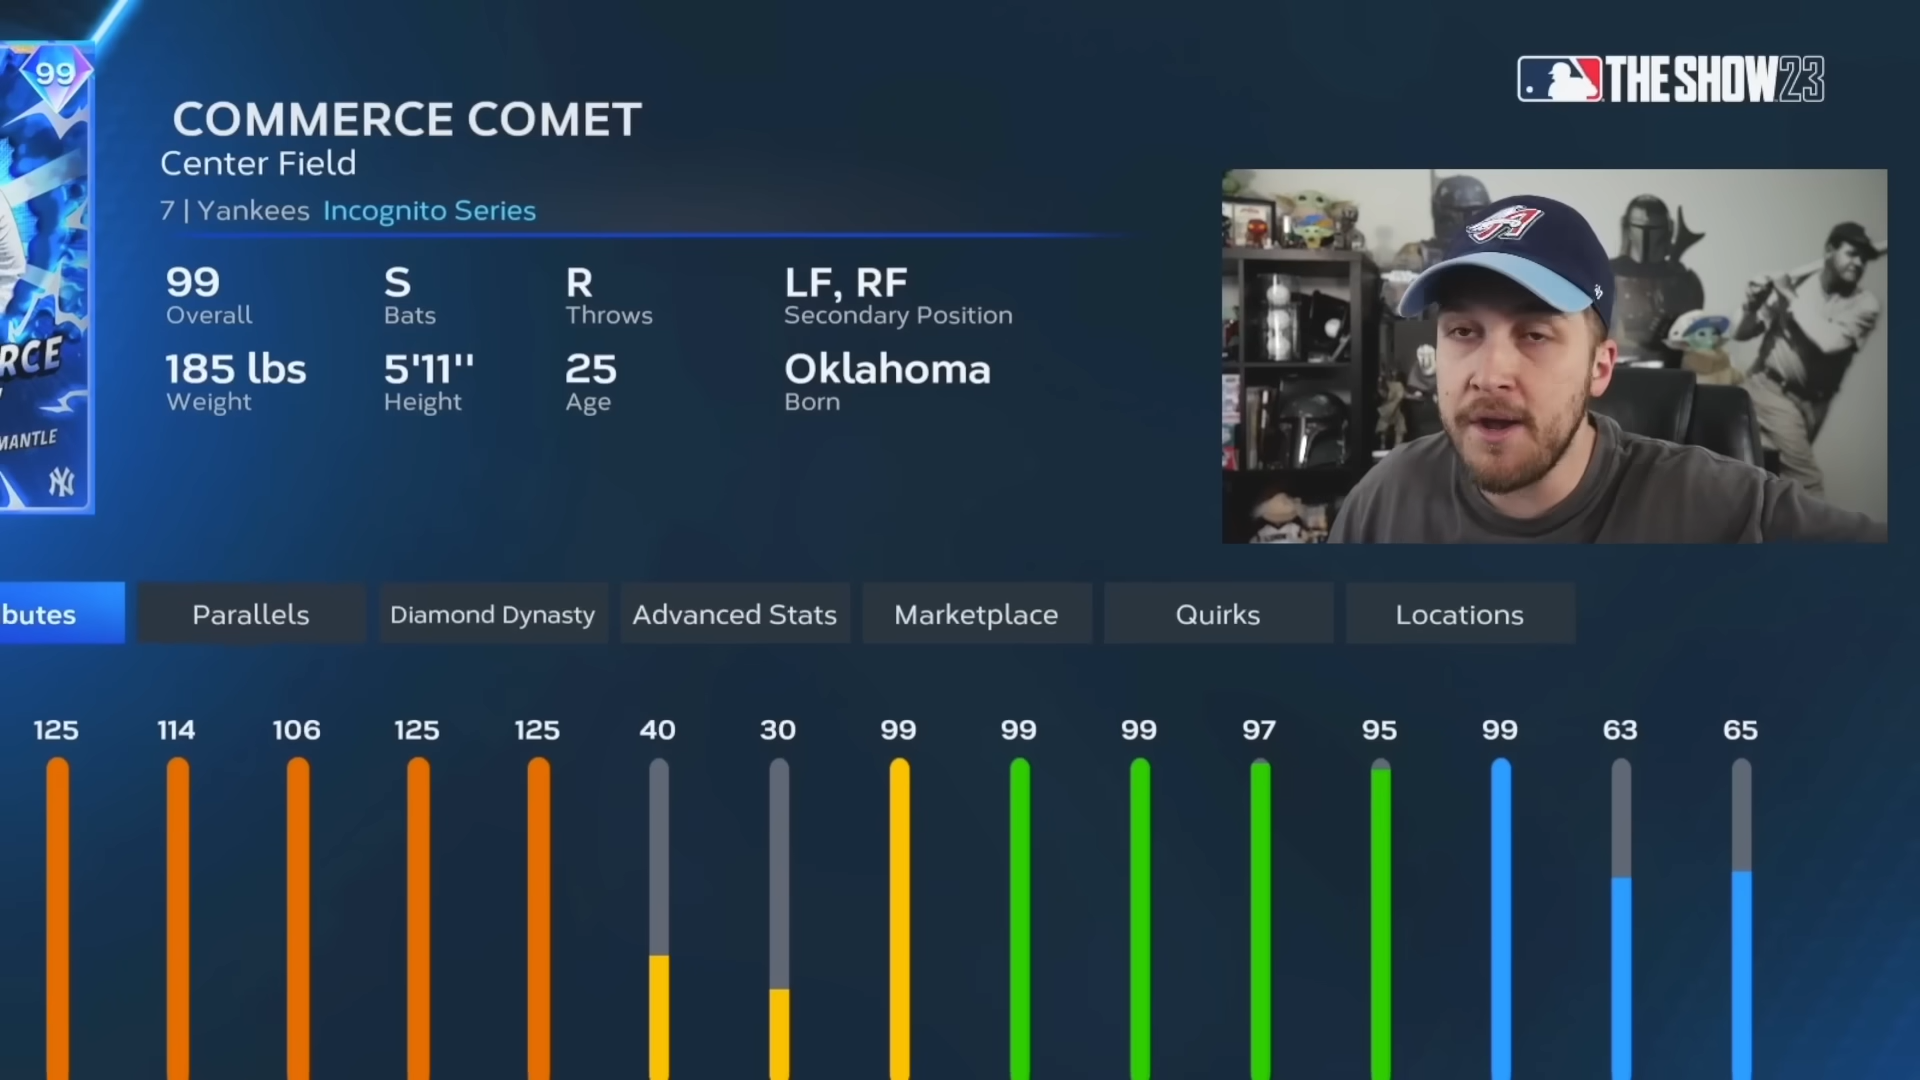 99
THE SHOW 23
COMMERCE COMET
Center Field
7 | Yankees Incognito Series
99 S R LF, RF
Overall Bats Throws Secondary Position
185 lbs 5'11'' 25 Oklahoma
Weight Height Age Born
RCE
MANTLE
NY
A
butes Parallels Diamond Dynasty Advanced Stats Marketplace Quirks Locations
125 114 106 125 125 40 30 99 99 99 97 95 99 63 65